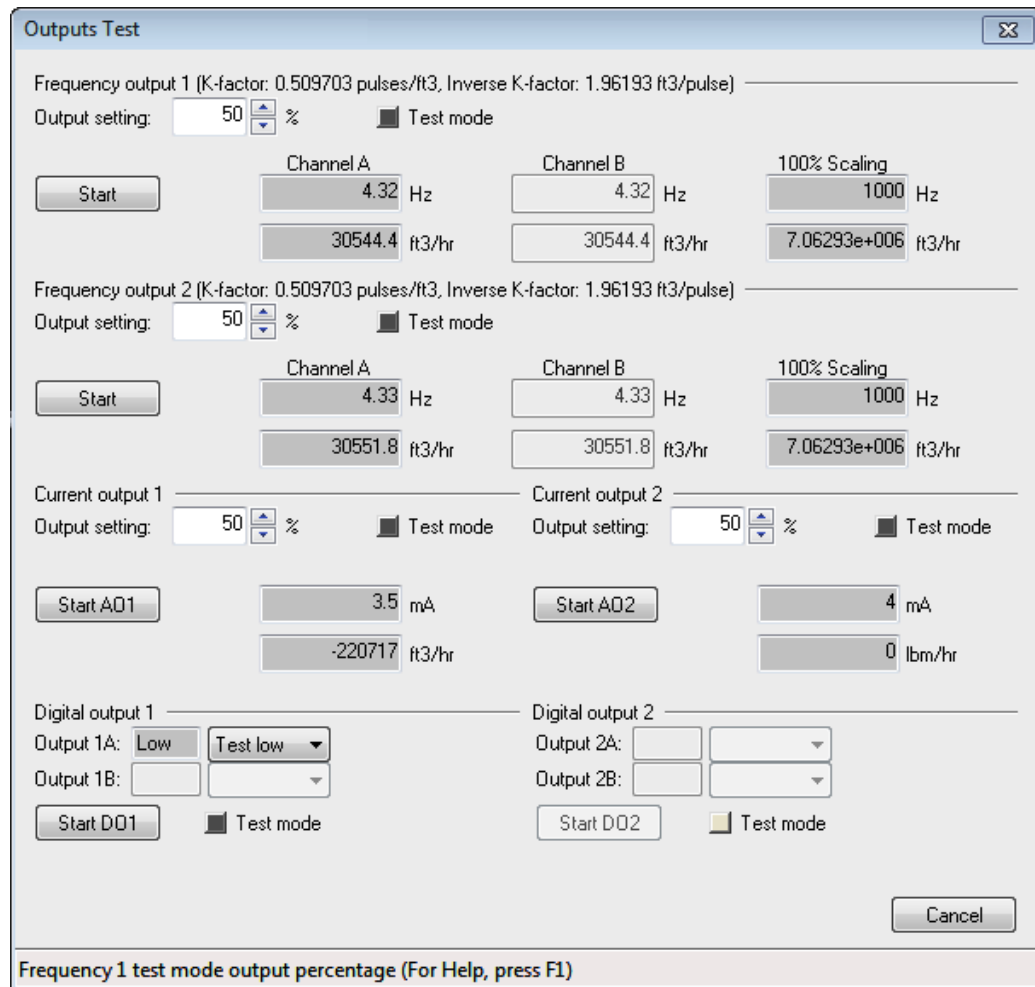 Outputs Test
Frequency output 1 (K-factor: 0.509703 pulses/ft3, Inverse K-factor: 1.96193 ft3/pulse)
Output setting: 50 % Test mode
Channel A Channel B 100% Scaling
Start 4.32 Hz 4.32 Hz 1000 Hz
30544.4 ft3/hr 30544.4 ft3/hr 7.06293e+006 ft3/hr
Frequency output 2 (K-factor: 0.509703 pulses/ft3, Inverse K-factor: 1.96193 ft3/pulse)
Output setting: 50 % Test mode
Channel A Channel B 100% Scaling
Start 4.33 Hz 4.33 Hz 1000 Hz
30551.8 ft3/hr 30551.8 ft3/hr 7.06293e+006 ft3/hr
Current output 1 Current output 2
Output setting: 50 % Test mode Output setting: 50 % Test mode
Start AO1 3.5 mA Start AO2 4 mA
-220717 ft3/hr 0 lbm/hr
Digital output 1 Digital output 2
Output 1A: Low Test low Output 2A:
Output 1B: Output 2B:
Start DO1 Test mode Start DO2 Test mode
Cancel
Frequency 1 test mode output percentage (For Help, press F1)